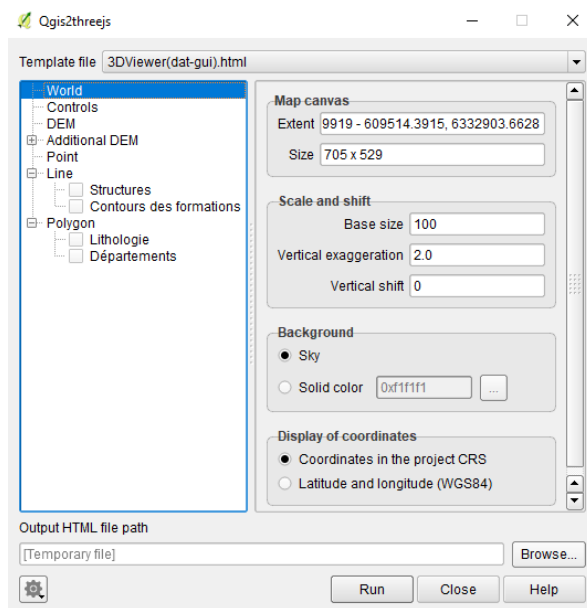 Qgis2threejs
Template file 3DViewer(dat-gui).html
World
Controls
DEM
Additional DEM
Point
Line
Structures
Contours des formations
Polygon
Lithologie
Départements
Map canvas
Extent 9919 - 609514.3915, 6332903.6628
Size 705 x 529
Scale and shift
Base size 100
Vertical exaggeration 2.0
Vertical shift 0
Background
Sky
Solid color 0xf1f1f1 ...
Display of coordinates
Coordinates in the project CRS
Latitude and longitude (WGS84)
Output HTML file path
[Temporary file] Browse...
Run Close Help